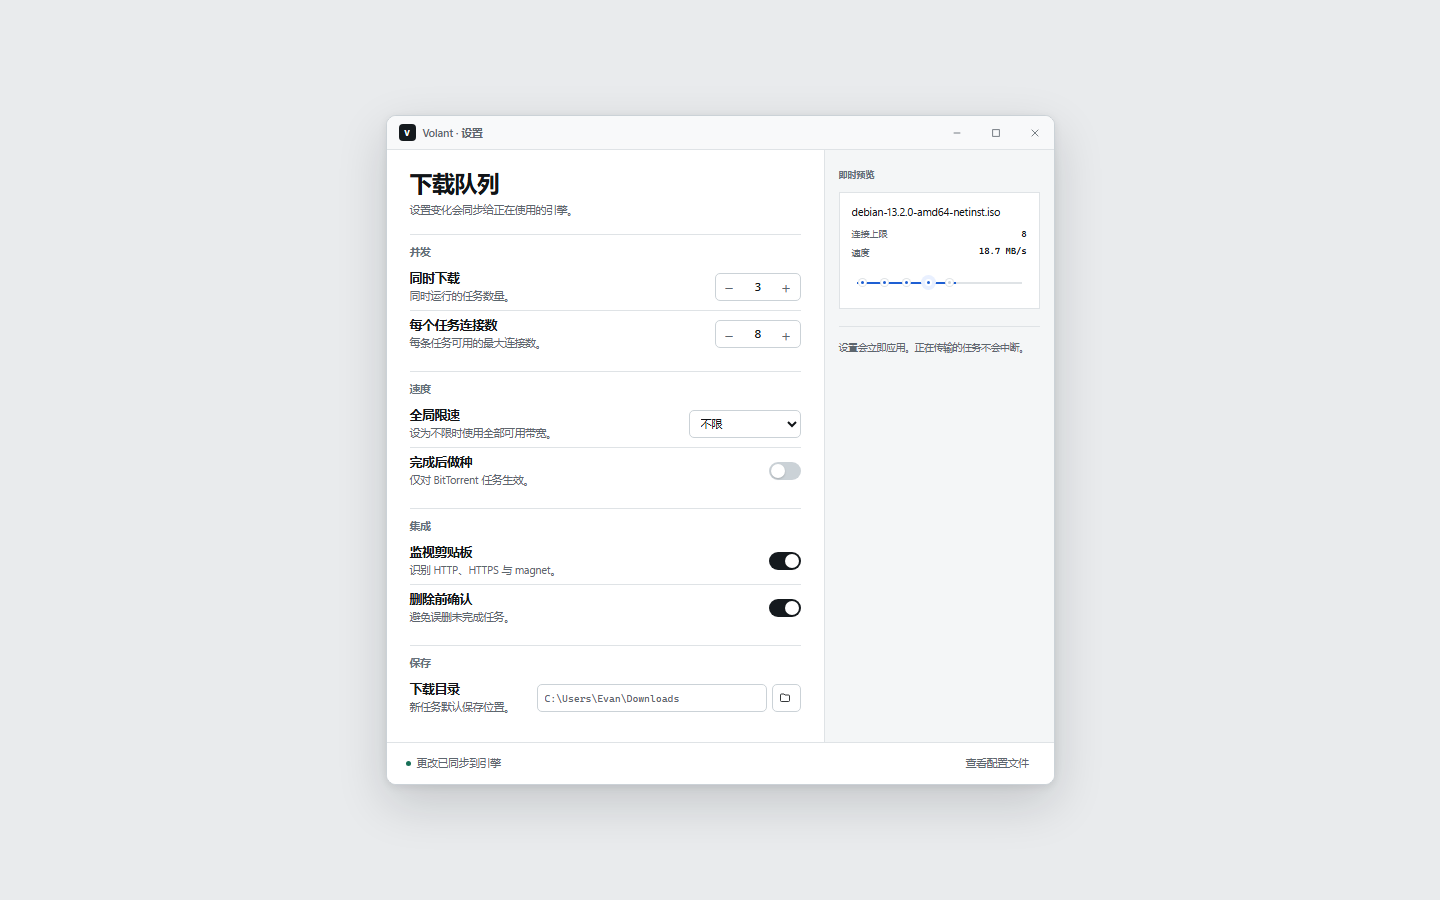 V Volant · 设置
下载队列
设置变化会同步给正在使用的引擎。
并发
同时下载
同时运行的任务数量。
− 3 +
每个任务连接数
每条任务可用的最大连接数。
− 8 +
速度
全局限速
设为不限时使用全部可用带宽。
不限
完成后做种
仅对 BitTorrent 任务生效。
集成
监视剪贴板
识别 HTTP、HTTPS 与 magnet。
删除前确认
避免误删未完成任务。
保存
下载目录
新任务默认保存位置。
C:\Users\Evan\Downloads
即时预览
debian-13.2.0-amd64-netinst.iso
连接上限 8
速度 18.7 MB/s
设置会立即应用。正在传输的任务不会中断。
更改已同步到引擎
查看配置文件